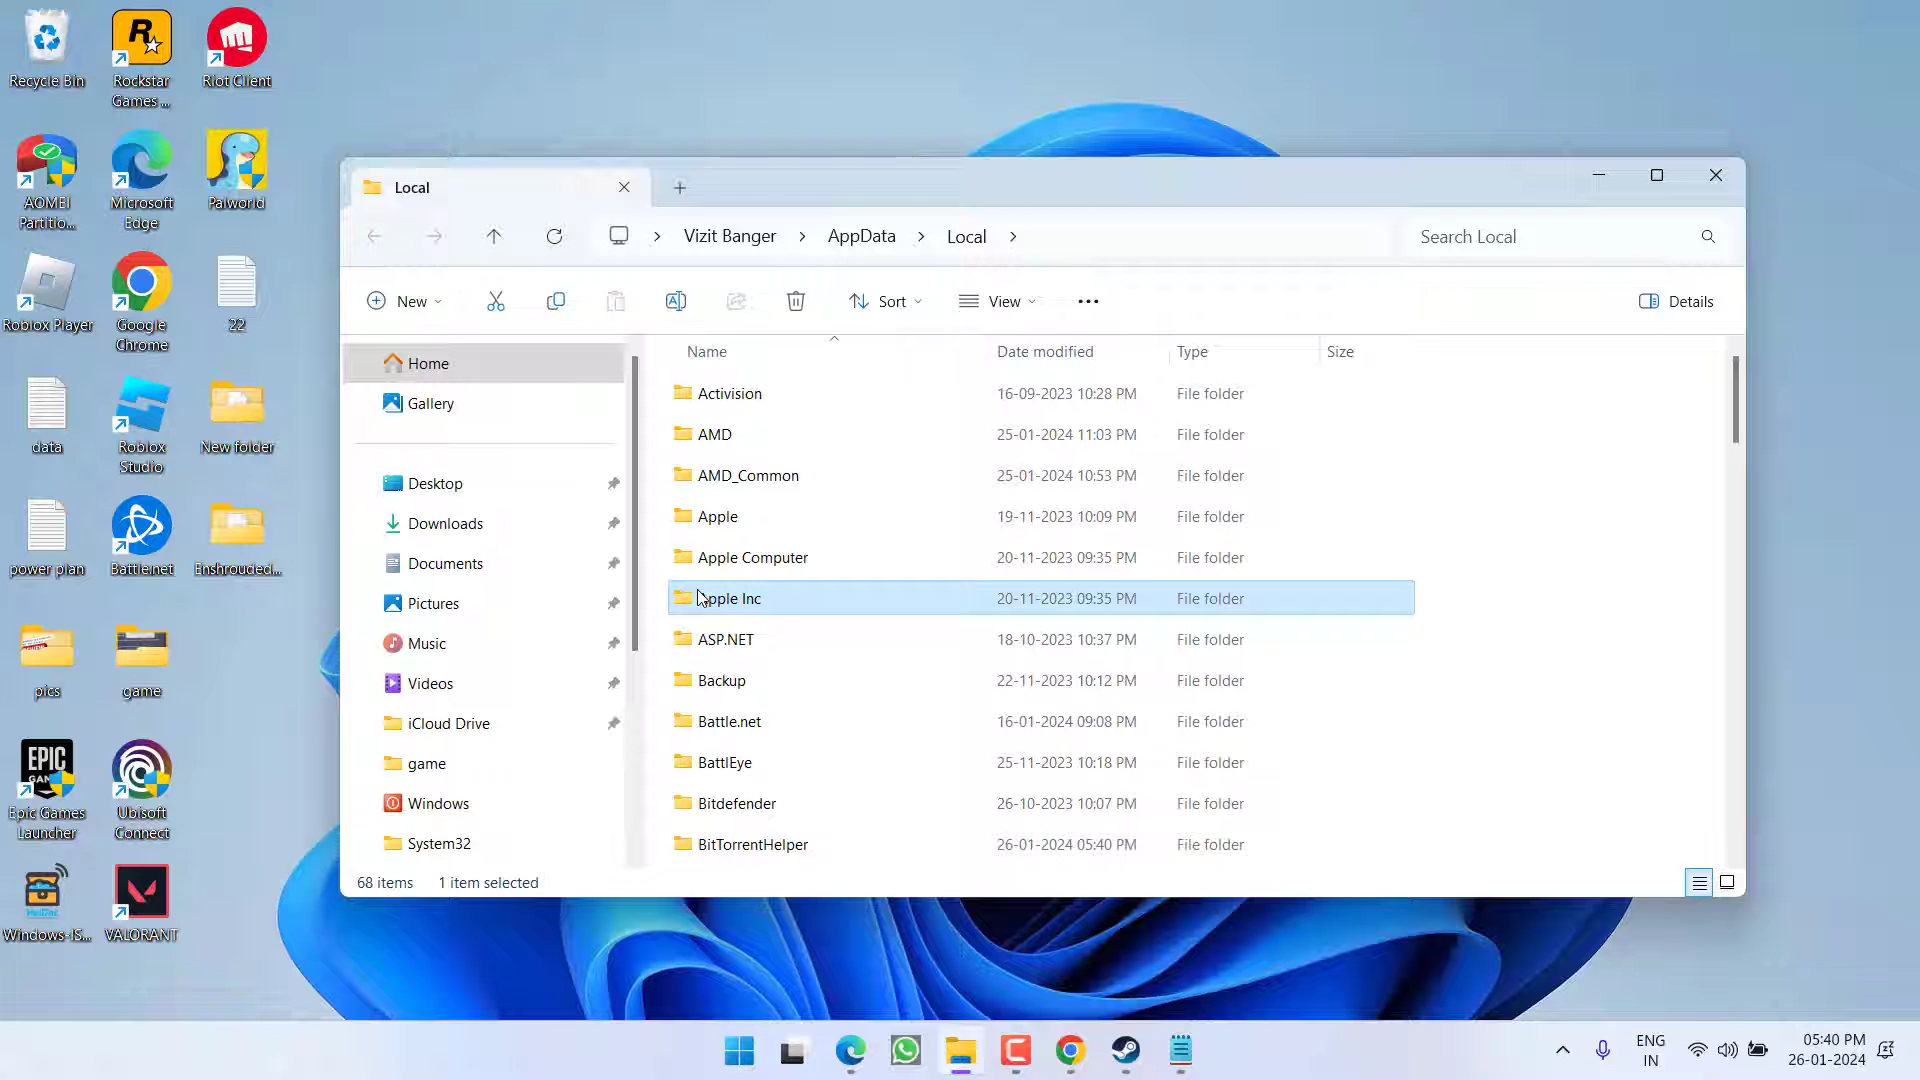 Recycle Bin
Rockstar
Games ...
Riot Client
AOMEI
Partitio...
Microsoft
Edge
Palworld
Roblox Player
Google
Chrome
22
data
Roblox
Studio
New folder
power plan
Battle.net
Enshrouded...
pics
game
EPIC
Epic Games
Launcher
Ubisoft
Connect
Windows-IS...
VALORANT
Local
Vizit Banger
AppData
Local
Search Local
New
Sort
View
Details
Home
Gallery
Desktop
Downloads
Documents
Pictures
Music
Videos
iCloud Drive
game
Windows
System32
Name Date modified Type Size
Activision 16-09-2023 10:28 PM File folder
AMD 25-01-2024 11:03 PM File folder
AMD_Common 25-01-2024 10:53 PM File folder
Apple 19-11-2023 10:09 PM File folder
Apple Computer 20-11-2023 09:35 PM File folder
Apple Inc 20-11-2023 09:35 PM File folder
ASP.NET 18-10-2023 10:37 PM File folder
Backup 22-11-2023 10:12 PM File folder
Battle.net 16-01-2024 09:08 PM File folder
BattlEye 25-11-2023 10:18 PM File folder
Bitdefender 26-10-2023 10:07 PM File folder
BitTorrentHelper 26-01-2024 05:40 PM File folder
68 items 1 item selected
ENG
IN
05:40 PM
26-01-2024